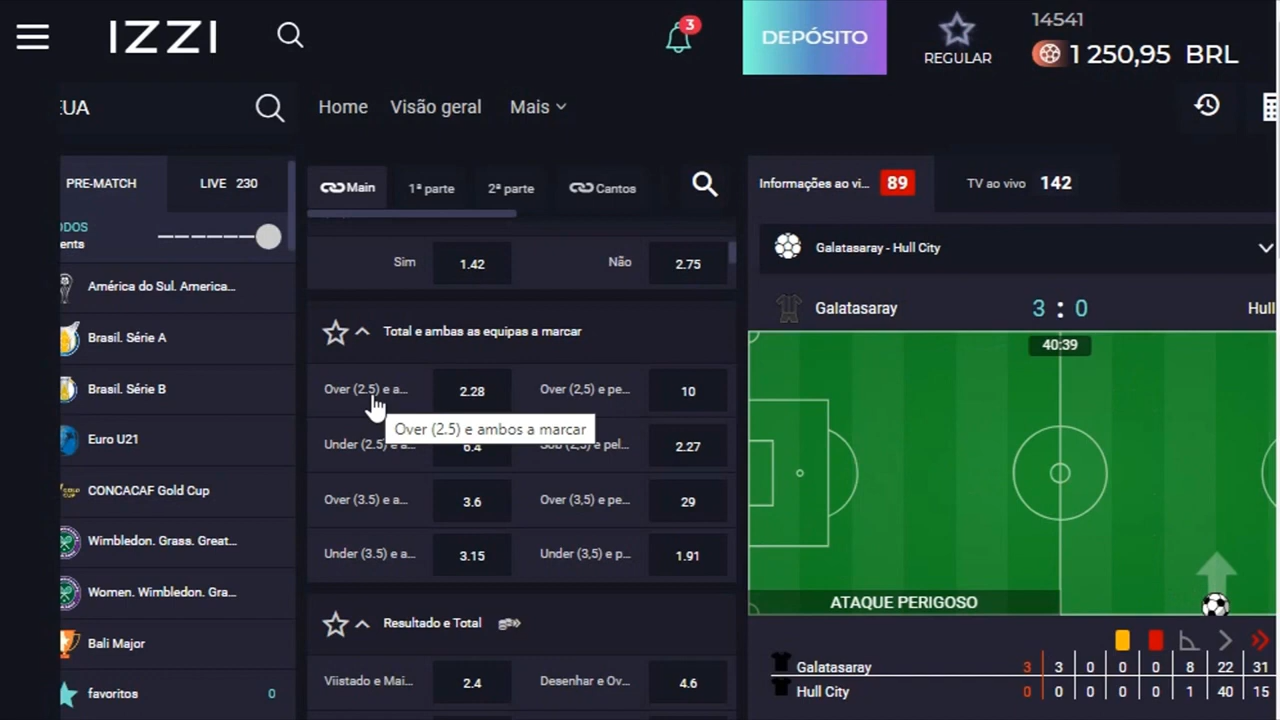 IZZI
3
DEPÓSITO
REGULAR
14541
1 250,95 BRL
EUA
Home
Visão geral
Mais
PRE-MATCH
LIVE 230
Main
1ª parte
2ª parte
Cantos
Informações ao vi...
89
TV ao vivo
142
ODOS
ents
América do Sul. America...
Brasil. Série A
Brasil. Série B
Euro U21
CONCACAF Gold Cup
Wimbledon. Grass. Great...
Women. Wimbledon. Gra...
Bali Major
favoritos
0
Sim
1.42
Não
2.75
Total e ambas as equipas a marcar
Over (2.5) e a...
2.28
Over (2,5) e pe...
10
Over (2.5) e ambos a marcar
Under (2.5) e a...
6.4
Sob (2,5) e pel...
2.27
Over (3.5) e a...
3.6
Over (3,5) e pe...
29
Under (3.5) e a...
3.15
Under (3,5) e p...
1.91
Resultado e Total
Viistado e Mai...
2.4
Desenhar e Ov...
4.6
Galatasaray - Hull City
Galatasaray
3 : 0
Hull
40:39
ATAQUE PERIGOSO
Galatasaray 3 3 0 0 0 8 22 31
Hull City 0 0 0 0 0 1 40 15